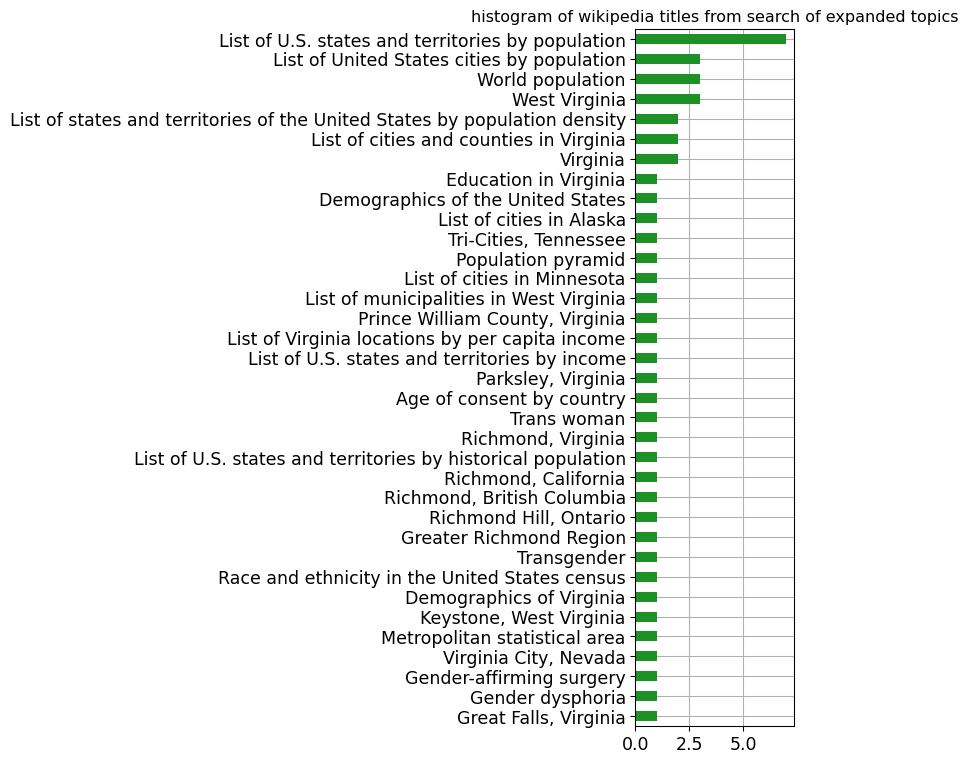 histogram of wikipedia titles from search of expanded topics
List of U.S. states and territories by population
List of United States cities by population
World population
West Virginia
List of states and territories of the United States by population density
List of cities and counties in Virginia
Virginia
Education in Virginia
Demographics of the United States
List of cities in Alaska
Tri-Cities, Tennessee
Population pyramid
List of cities in Minnesota
List of municipalities in West Virginia
Prince William County, Virginia
List of Virginia locations by per capita income
List of U.S. states and territories by income
Parksley, Virginia
Age of consent by country
Trans woman
Richmond, Virginia
List of U.S. states and territories by historical population
Richmond, California
Richmond, British Columbia
Richmond Hill, Ontario
Greater Richmond Region
Transgender
Race and ethnicity in the United States census
Demographics of Virginia
Keystone, West Virginia
Metropolitan statistical area
Virginia City, Nevada
Gender-affirming surgery
Gender dysphoria
Great Falls, Virginia
0.0 2.5 5.0